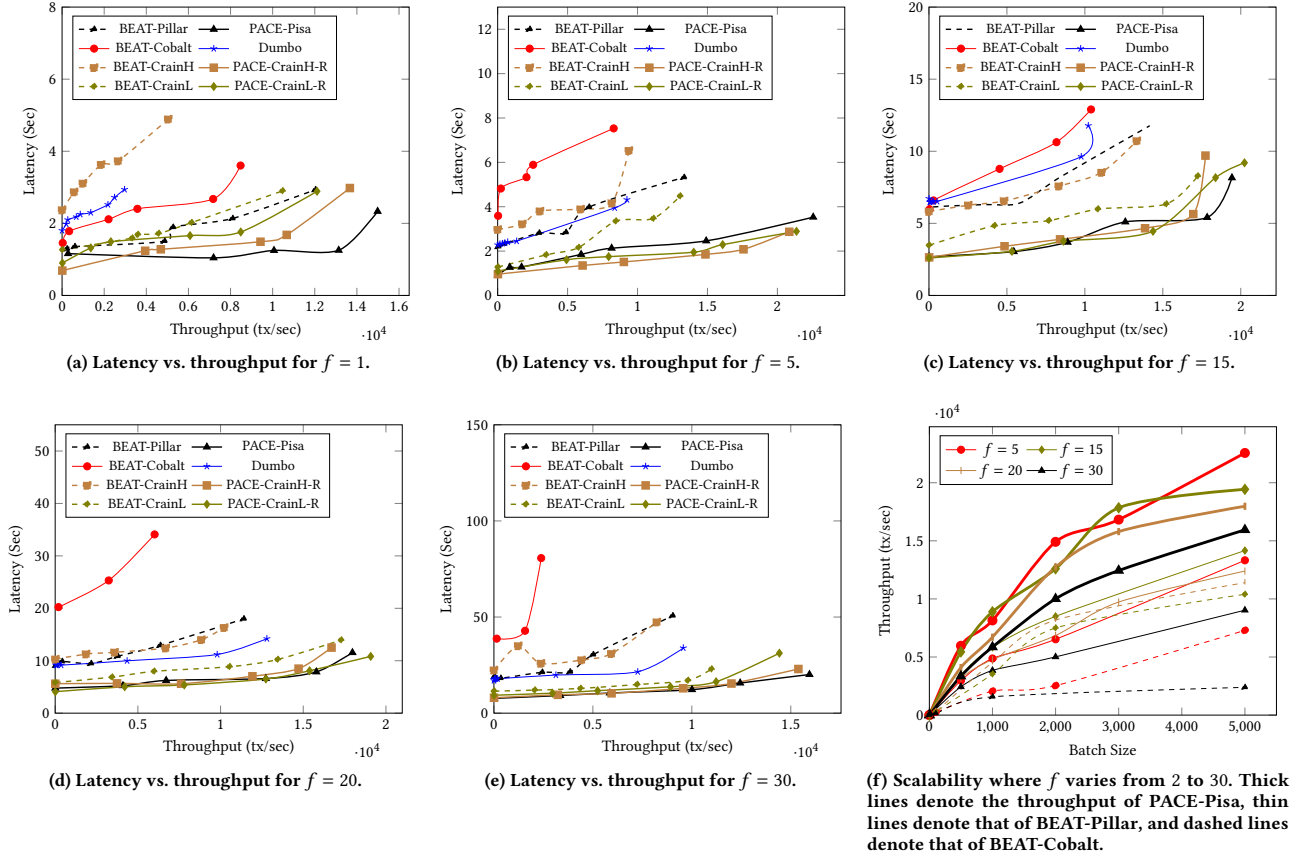 8
6
4
2
0
Latency (Sec)
0 0.2 0.4 0.6 0.8 1 1.2 1.4 1.6
Throughput (tx/sec)
·10^4
BEAT-Pillar PACE-Pisa
BEAT-Cobalt Dumbo
BEAT-CrainH PACE-CrainH-R
BEAT-CrainL PACE-CrainL-R
(a) Latency vs. throughput for f = 1.
12
10
8
6
4
2
0
Latency (Sec)
0 0.5 1 1.5 2
Throughput (tx/sec)
·10^4
BEAT-Pillar PACE-Pisa
BEAT-Cobalt Dumbo
BEAT-CrainH PACE-CrainH-R
BEAT-CrainL PACE-CrainL-R
(b) Latency vs. throughput for f = 5.
20
15
10
5
0
Latency (Sec)
0 0.5 1 1.5 2
Throughput (tx/sec)
·10^4
BEAT-Pillar PACE-Pisa
BEAT-Cobalt Dumbo
BEAT-CrainH PACE-CrainH-R
BEAT-CrainL PACE-CrainL-R
(c) Latency vs. throughput for f = 15.
50
40
30
20
10
0
Latency (Sec)
0 0.5 1 1.5 2
Throughput (tx/sec)
·10^4
BEAT-Pillar PACE-Pisa
BEAT-Cobalt Dumbo
BEAT-CrainH PACE-CrainH-R
BEAT-CrainL PACE-CrainL-R
(d) Latency vs. throughput for f = 20.
150
100
50
0
Latency (Sec)
0 0.5 1 1.5
Throughput (tx/sec)
·10^4
BEAT-Pillar PACE-Pisa
BEAT-Cobalt Dumbo
BEAT-CrainH PACE-CrainH-R
BEAT-CrainL PACE-CrainL-R
(e) Latency vs. throughput for f = 30.
·10^4
2
1.5
1
0.5
0
Throughput (tx/sec)
0 1,000 2,000 3,000 4,000 5,000
Batch Size
f = 5 f = 15
f = 20 f = 30
(f) Scalability where f varies from 2 to 30. Thick
lines denote the throughput of PACE-Pisa, thin
lines denote that of BEAT-Pillar, and dashed lines
denote that of BEAT-Cobalt.